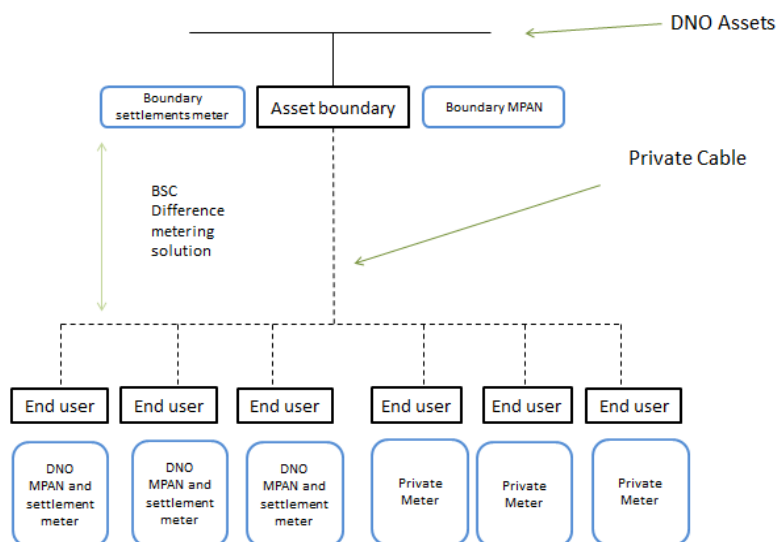 DNO Assets
Boundary
settlements meter
Asset boundary
Boundary MPAN
Private Cable
BSC
Difference
metering
solution
End user
End user
End user
End user
End user
End user
DNO
MPAN and
settlement
meter
DNO
MPAN and
settlement
meter
DNO
MPAN and
settlement
meter
Private
Meter
Private
Meter
Private
Meter